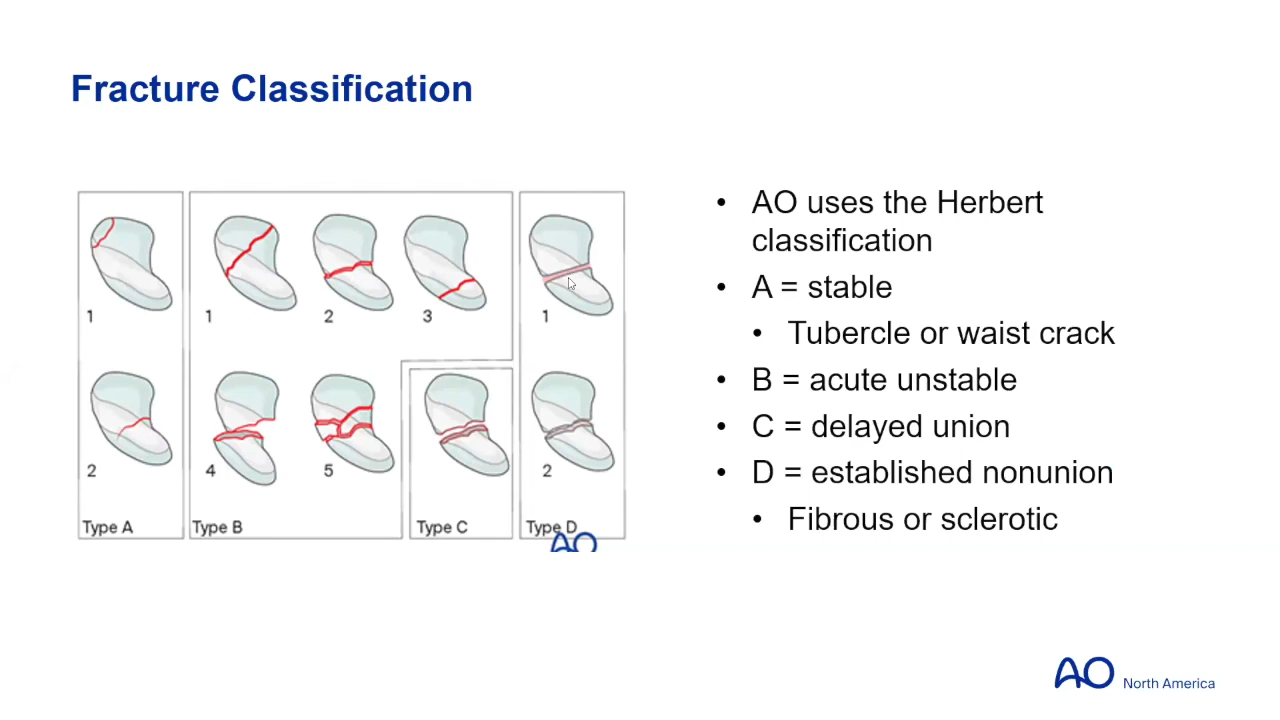 Fracture Classification
1
1
2
3
1
2
4
5
2
Type A
Type B
Type C
Type D
AO
• AO uses the Herbert
classification
• A = stable
• Tubercle or waist crack
• B = acute unstable
• C = delayed union
• D = established nonunion
• Fibrous or sclerotic
AO North America